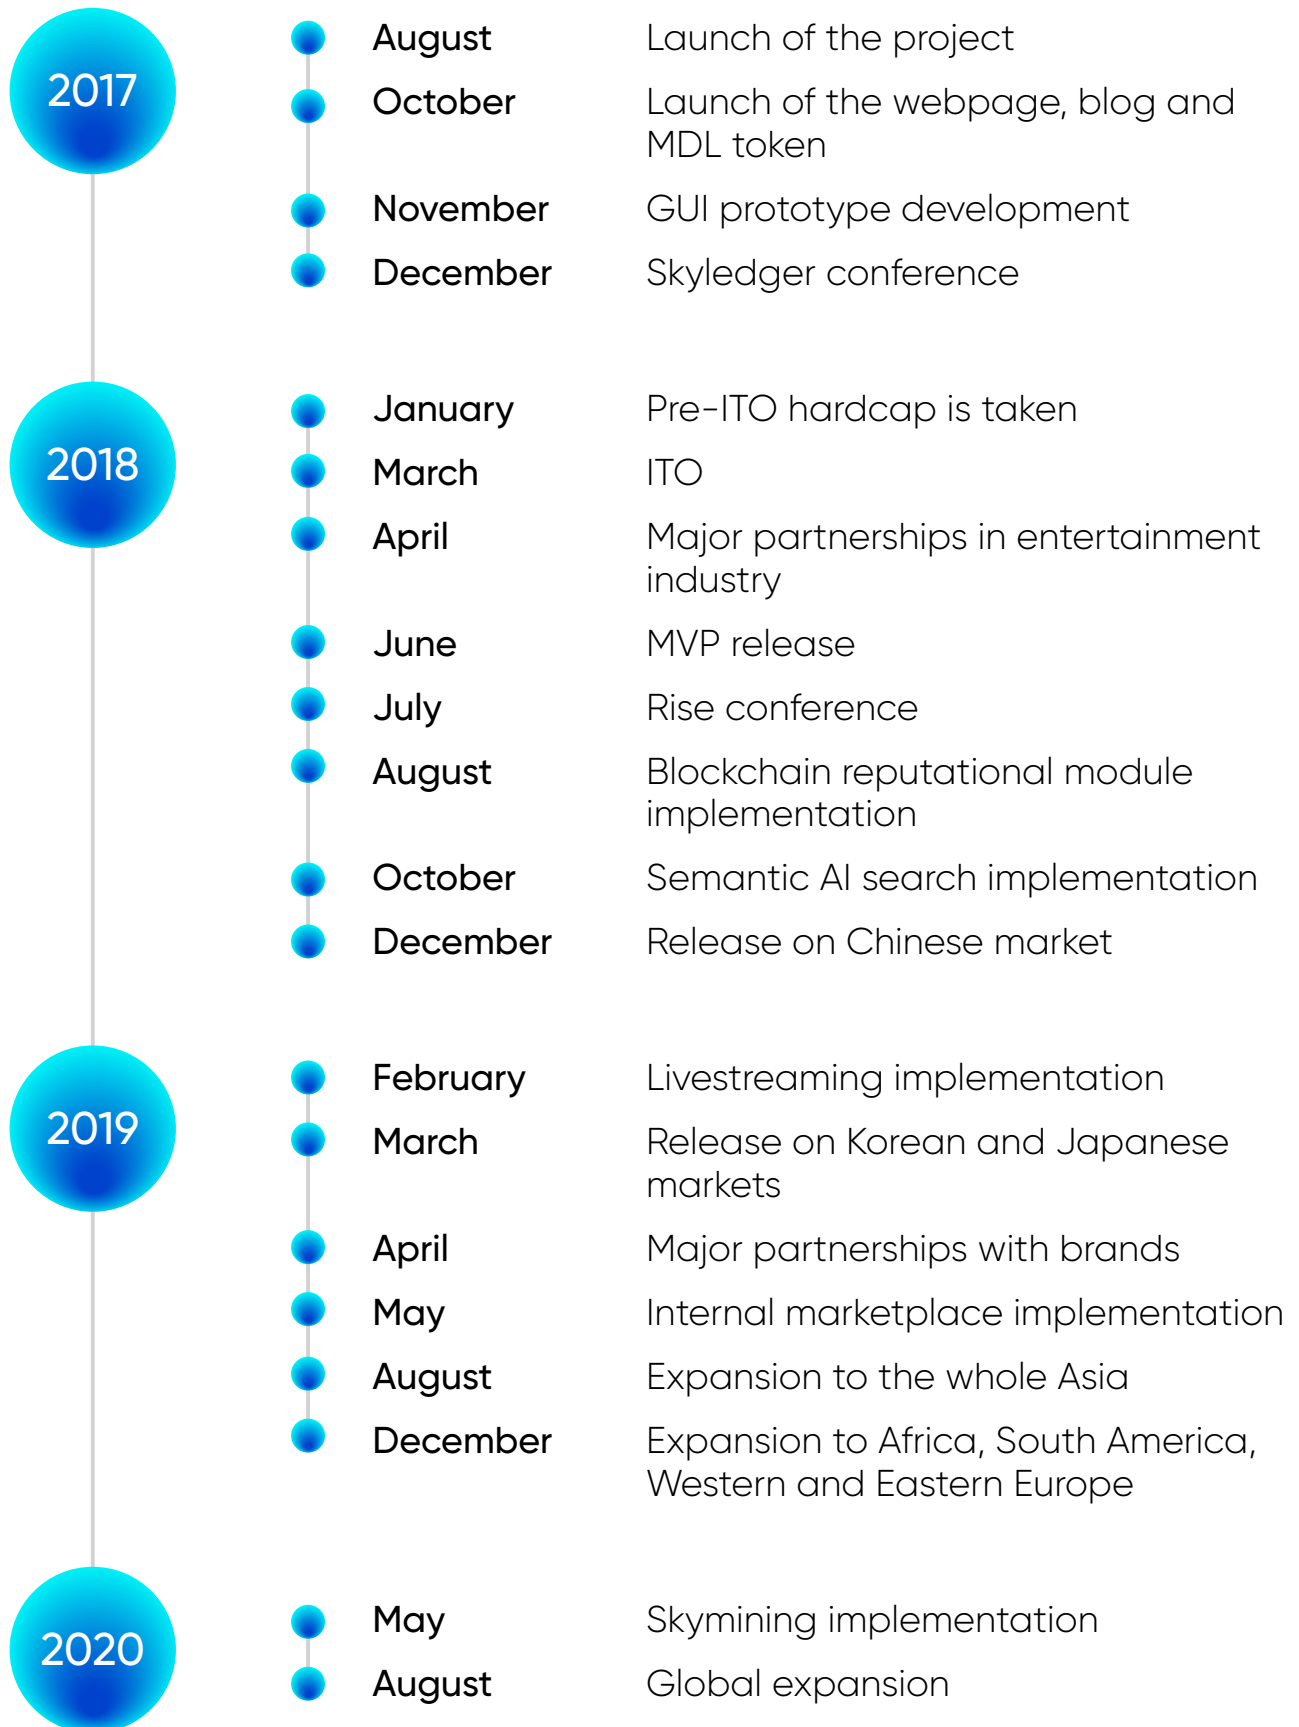 2017
August Launch of the project
October Launch of the webpage, blog and
MDL token
November GUI prototype development
December Skyledger conference
2018
January Pre-ITO hardcap is taken
March ITO
April Major partnerships in entertainment
industry
June MVP release
July Rise conference
August Blockchain reputational module
implementation
October Semantic AI search implementation
December Release on Chinese market
2019
February Livestreaming implementation
March Release on Korean and Japanese
markets
April Major partnerships with brands
May Internal marketplace implementation
August Expansion to the whole Asia
December Expansion to Africa, South America,
Western and Eastern Europe
2020
May Skymining implementation
August Global expansion